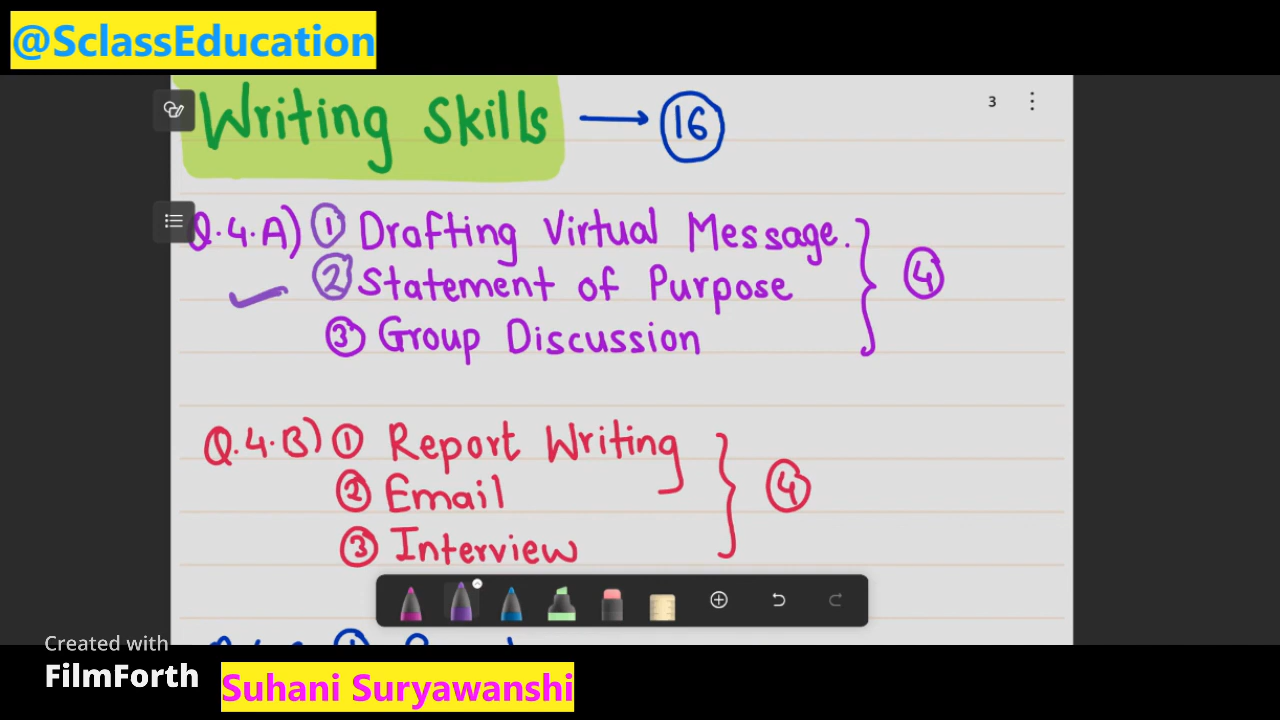 @SclassEducation
Writing Skills → 16
3
Q.4.A) ① Drafting Virtual Message. } 4
② Statement of Purpose
③ Group Discussion
Q.4.B) ① Report Writing } 4
② Email
③ Interview
Created with
FilmForth
Suhani Suryawanshi